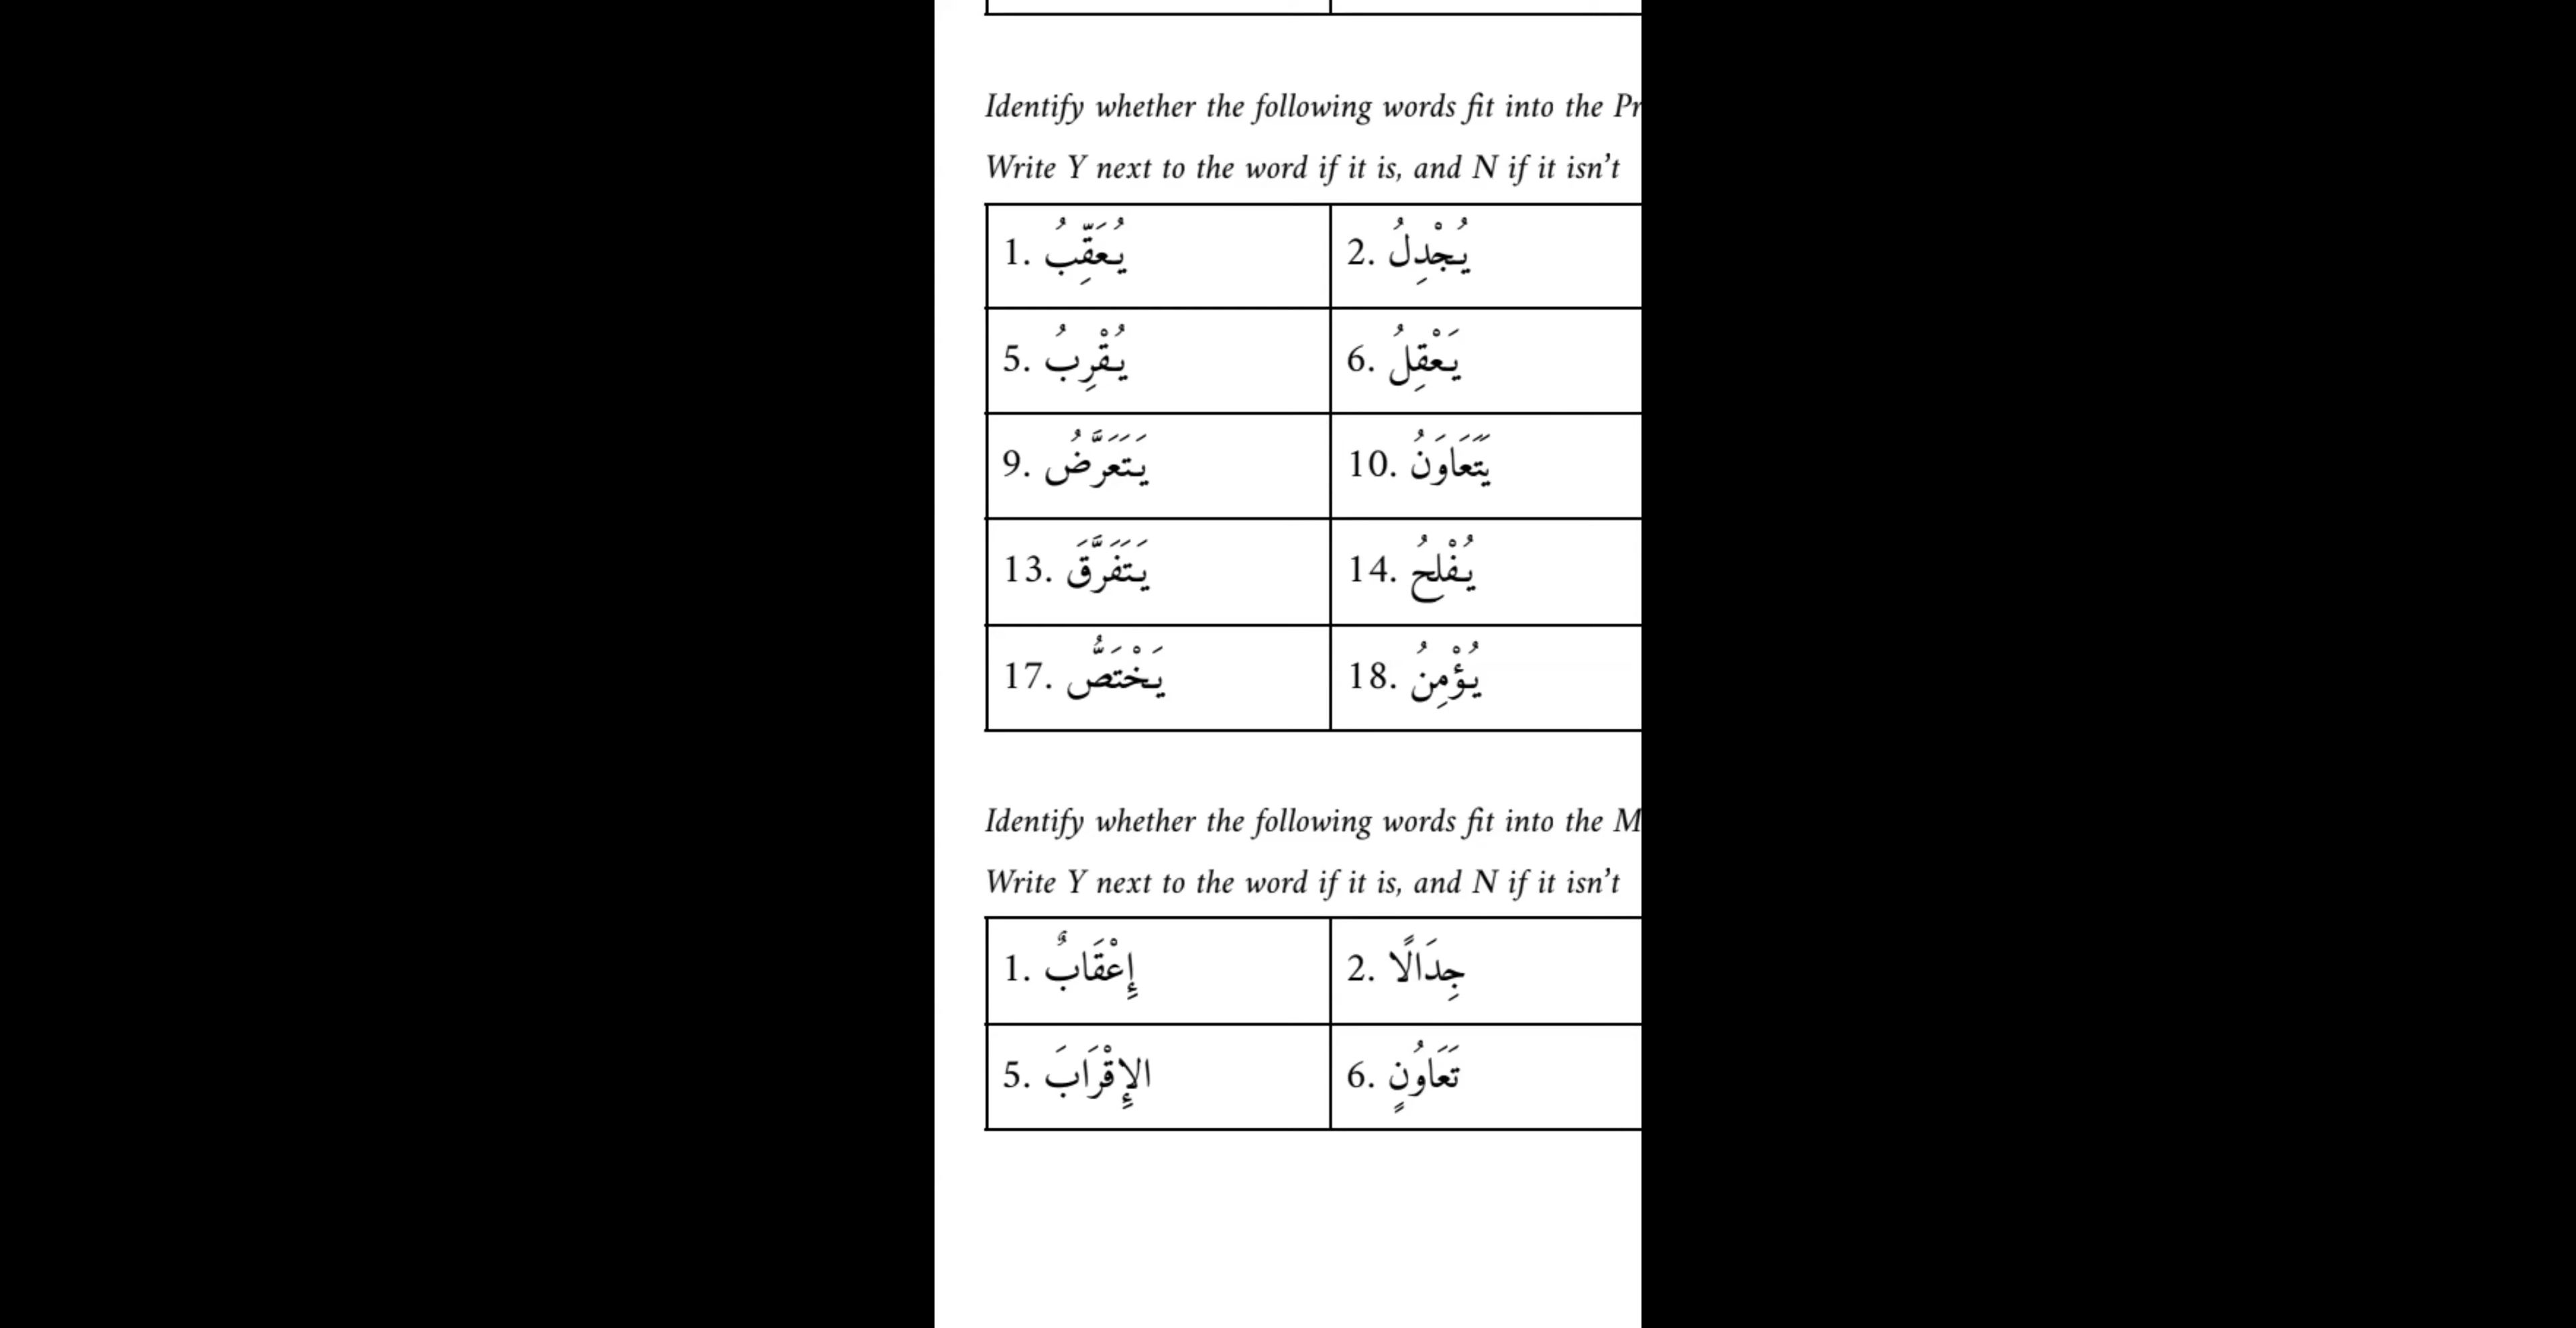 Identify whether the following words fit into the
Write Y next to the word if it is, and N if it isn’t
1. يُعَقِّبُ 2. يُجْدِلُ
5. يُقْرِبُ 6. يَعْقِلُ
9. يَتَعَرَّضُ 10. يَتَعَاوَنُ
13. يَتَفَرَّقَ 14. يُفْلِحُ
17. يَخْتَصُّ 18. يُؤْمِنُ
Identify whether the following words fit into the
Write Y next to the word if it is, and N if it isn’t
1. إِعْقَابٌ 2. جِدَالًا
5. الإِقْرَابَ 6. تَعَاوُنٍ